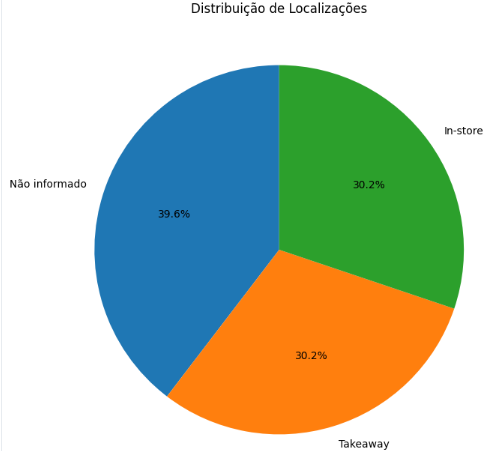 Distribuição de Localizações
In-store
Não informado
30.2%
39.6%
30.2%
Takeaway